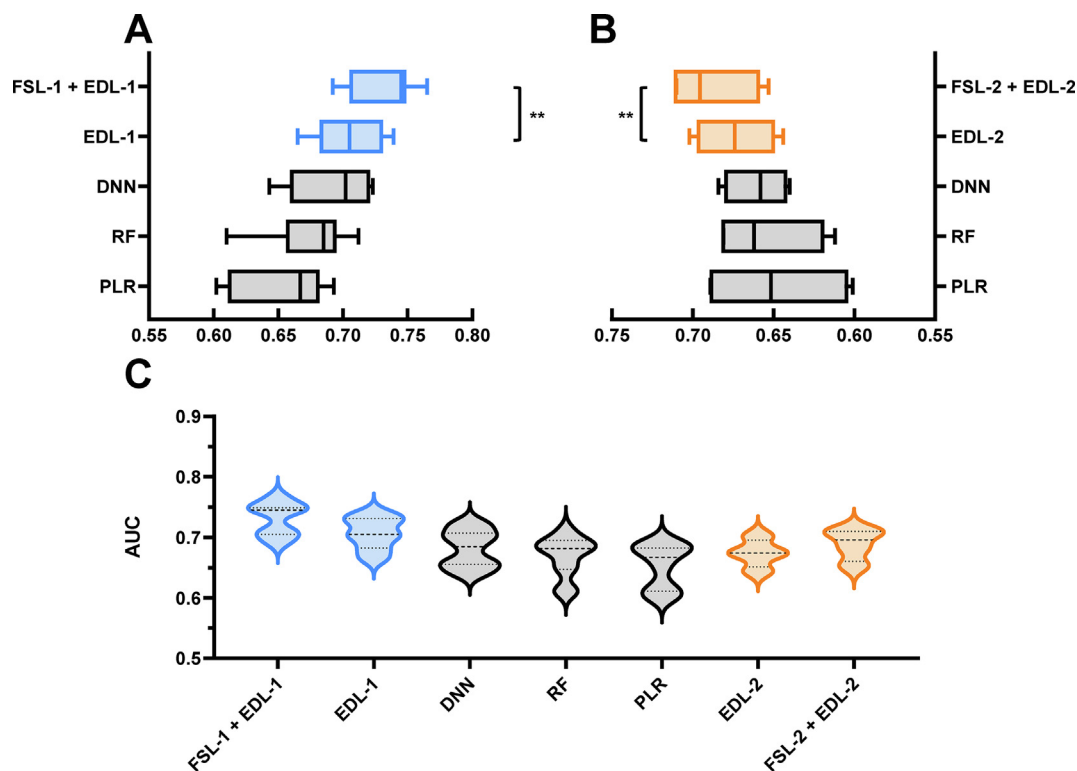 A
FSL-1 + EDL-1
EDL-1
DNN
RF
PLR
**
0.55 0.60 0.65 0.70 0.75 0.80
B
FSL-2 + EDL-2
EDL-2
DNN
RF
PLR
**
0.75 0.70 0.65 0.55
C
AUC
0.9
0.8
0.7
0.6
0.5
FSL-1 + EDL-1
EDL-1
DNN
RF
PLR
EDL-2
FSL-2 + EDL-2